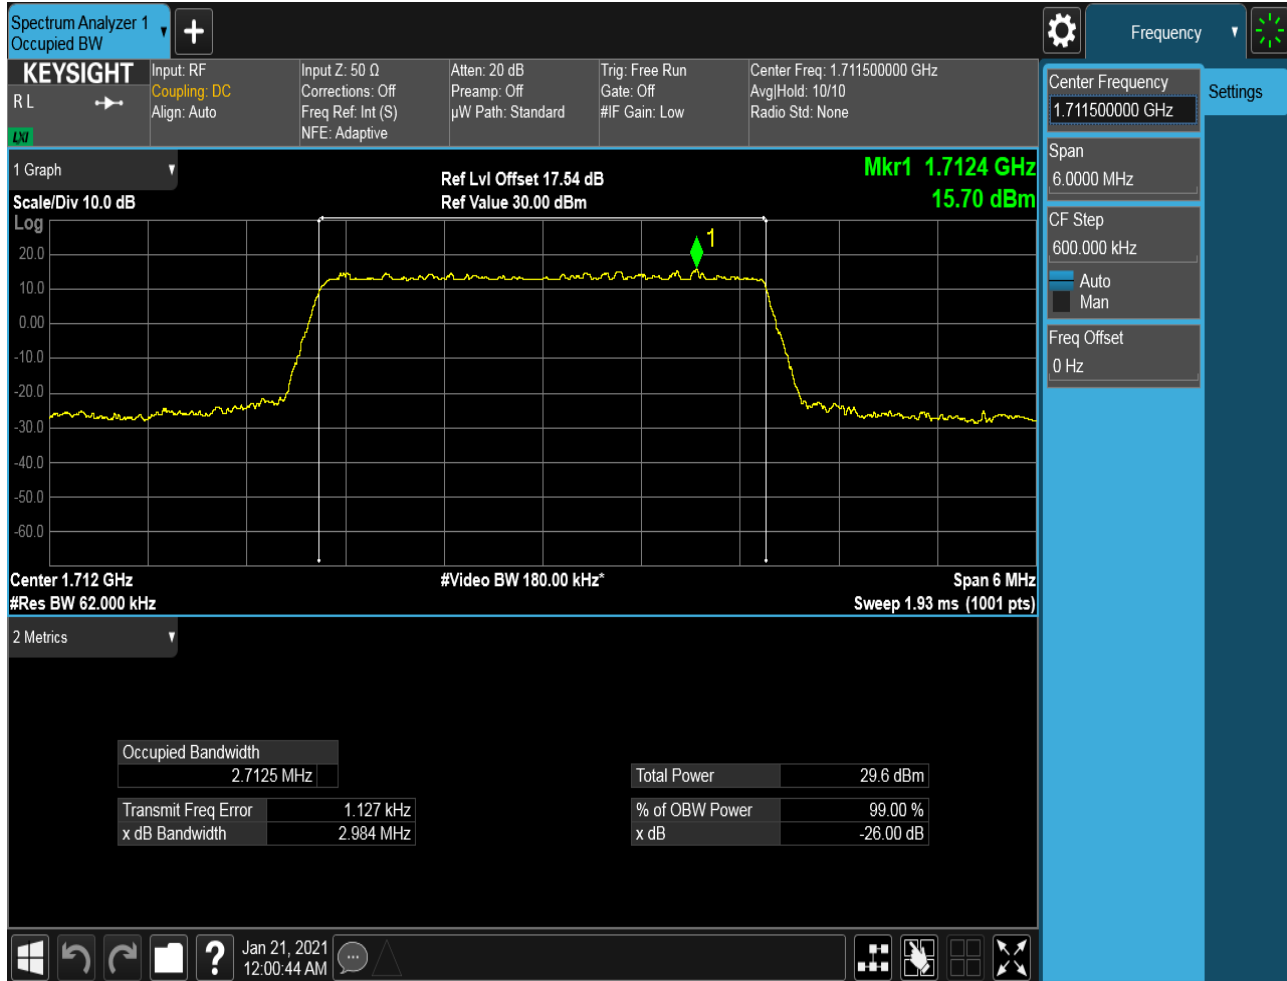 Spectrum Analyzer 1
Occupied BW
Frequency
KEYSIGHT
R L
LXI
Input: RF
Coupling: DC
Align: Auto
Input Z: 50 Ω
Corrections: Off
Freq Ref: Int (S)
NFE: Adaptive
Atten: 20 dB
Preamp: Off
µW Path: Standard
Trig: Free Run
Gate: Off
#IF Gain: Low
Center Freq: 1.711500000 GHz
Avg|Hold: 10/10
Radio Std: None
Center Frequency
1.711500000 GHz
Settings
Span
6.0000 MHz
CF Step
600.000 kHz
Auto
Man
Freq Offset
0 Hz
1 Graph
Scale/Div 10.0 dB
Ref Lvl Offset 17.54 dB
Ref Value 30.00 dBm
Mkr1 1.7124 GHz
15.70 dBm
Log
1
20.0
10.0
0.00
-10.0
-20.0
-30.0
-40.0
-50.0
-60.0
Center 1.712 GHz
#Video BW 180.00 kHz*
Span 6 MHz
#Res BW 62.000 kHz
Sweep 1.93 ms (1001 pts)
2 Metrics
Occupied Bandwidth
2.7125 MHz
Total Power 29.6 dBm
Transmit Freq Error 1.127 kHz
% of OBW Power 99.00 %
x dB Bandwidth 2.984 MHz
x dB -26.00 dB
?
Jan 21, 2021
12:00:44 AM